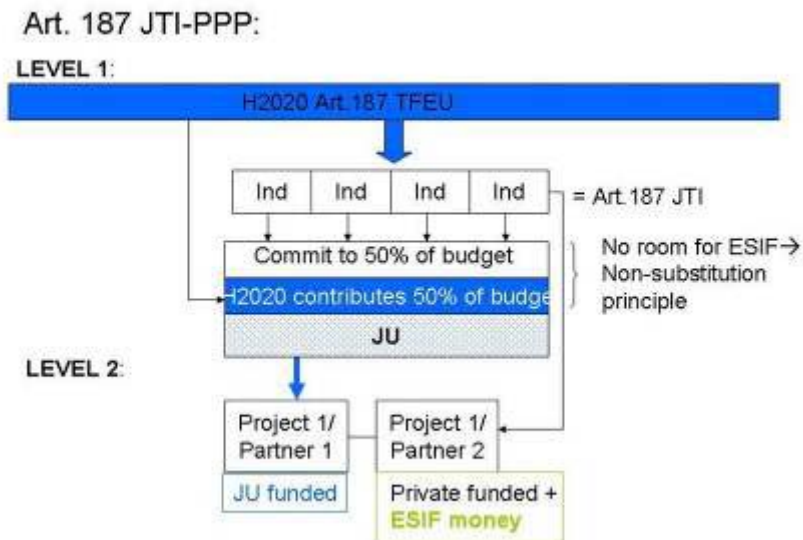 Art. 187 JTI-PPP:
LEVEL 1:
H2020 Art.187 TFEU
Ind Ind Ind Ind
= Art.187 JTI
Commit to 50% of budget
No room for ESIF→
Non-substitution
principle
H2020 contributes 50% of budge
JU
LEVEL 2:
Project 1/
Partner 1
Project 1/
Partner 2
JU funded
Private funded +
ESIF money